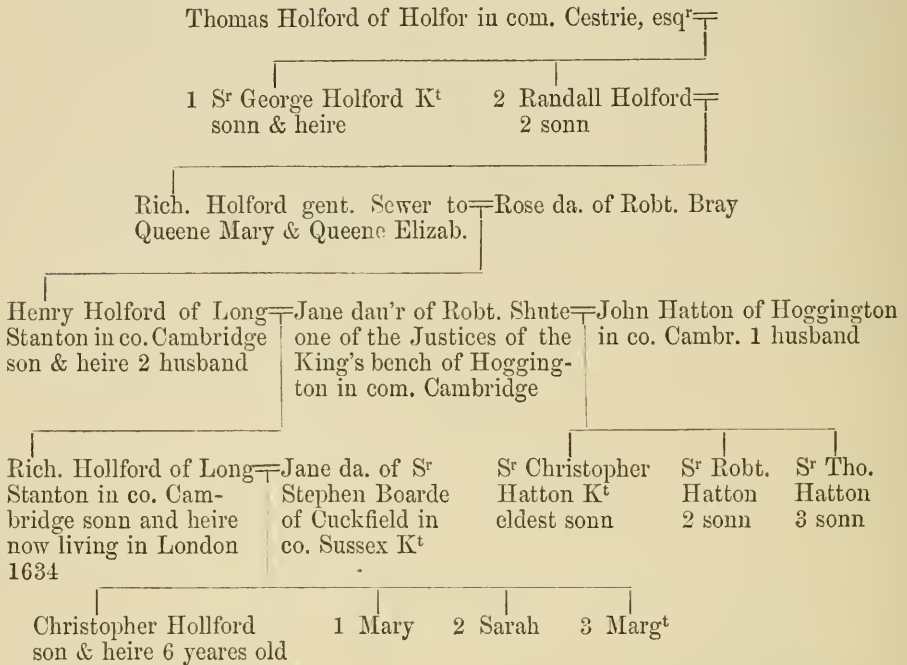 Thomas Holford of Holfor in com. Cestrie, esqʳ
1 Sʳ George Holford Kᵗ
sonn & heire
2 Randall Holford
2 sonn
Rich. Holford gent. Sewer to
Queene Mary & Queene Elizab.
Rose da. of Robt. Bray
Henry Holford of Long
Stanton in co. Cambridge
son & heire 2 husband
Jane dau'r of Robt. Shute
one of the Justices of the
King's bench of Hogging-
ton in com. Cambridge
John Hatton of Hoggington
in co. Cambr. 1 husband
Rich. Hollford of Long
Stanton in co. Cam-
bridge sonn and heire
now living in London
1634
Jane da. of Sʳ
Stephen Boarde
of Cuckfield in
co. Sussex Kᵗ
Sʳ Christopher
Hatton Kᵗ
eldest sonn
Sʳ Robt.
Hatton
2 sonn
Sʳ Tho.
Hatton
3 sonn
Christopher Hollford
son & heire 6 yeares old
1 Mary
2 Sarah
3 Margᵗ